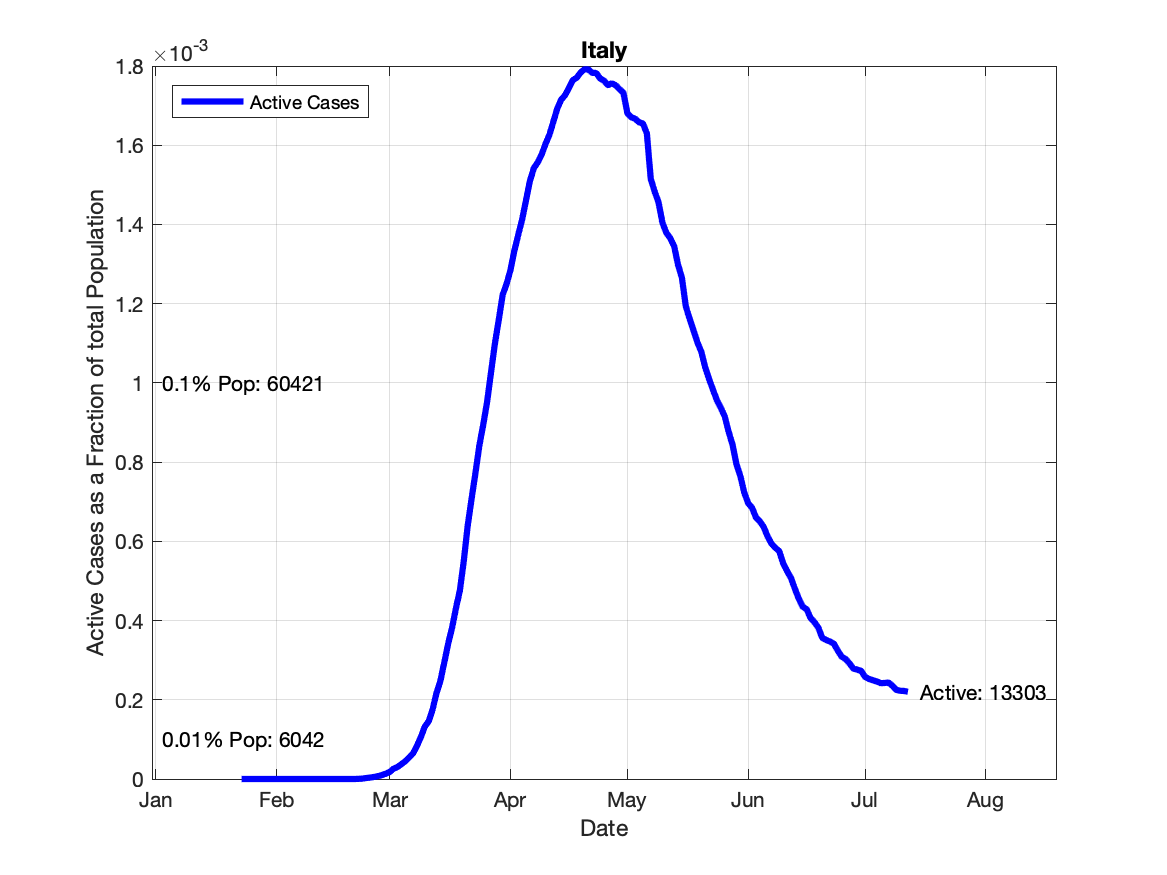 Italy
×10-3
Active Cases
1.8
1.6
1.4
1.2
1
0.8
0.6
0.4
0.2
0
Active Cases as a Fraction of total Population
0.1% Pop: 60421
0.01% Pop: 6042
Active: 13303
Jan Feb Mar Apr May Jun Jul Aug
Date